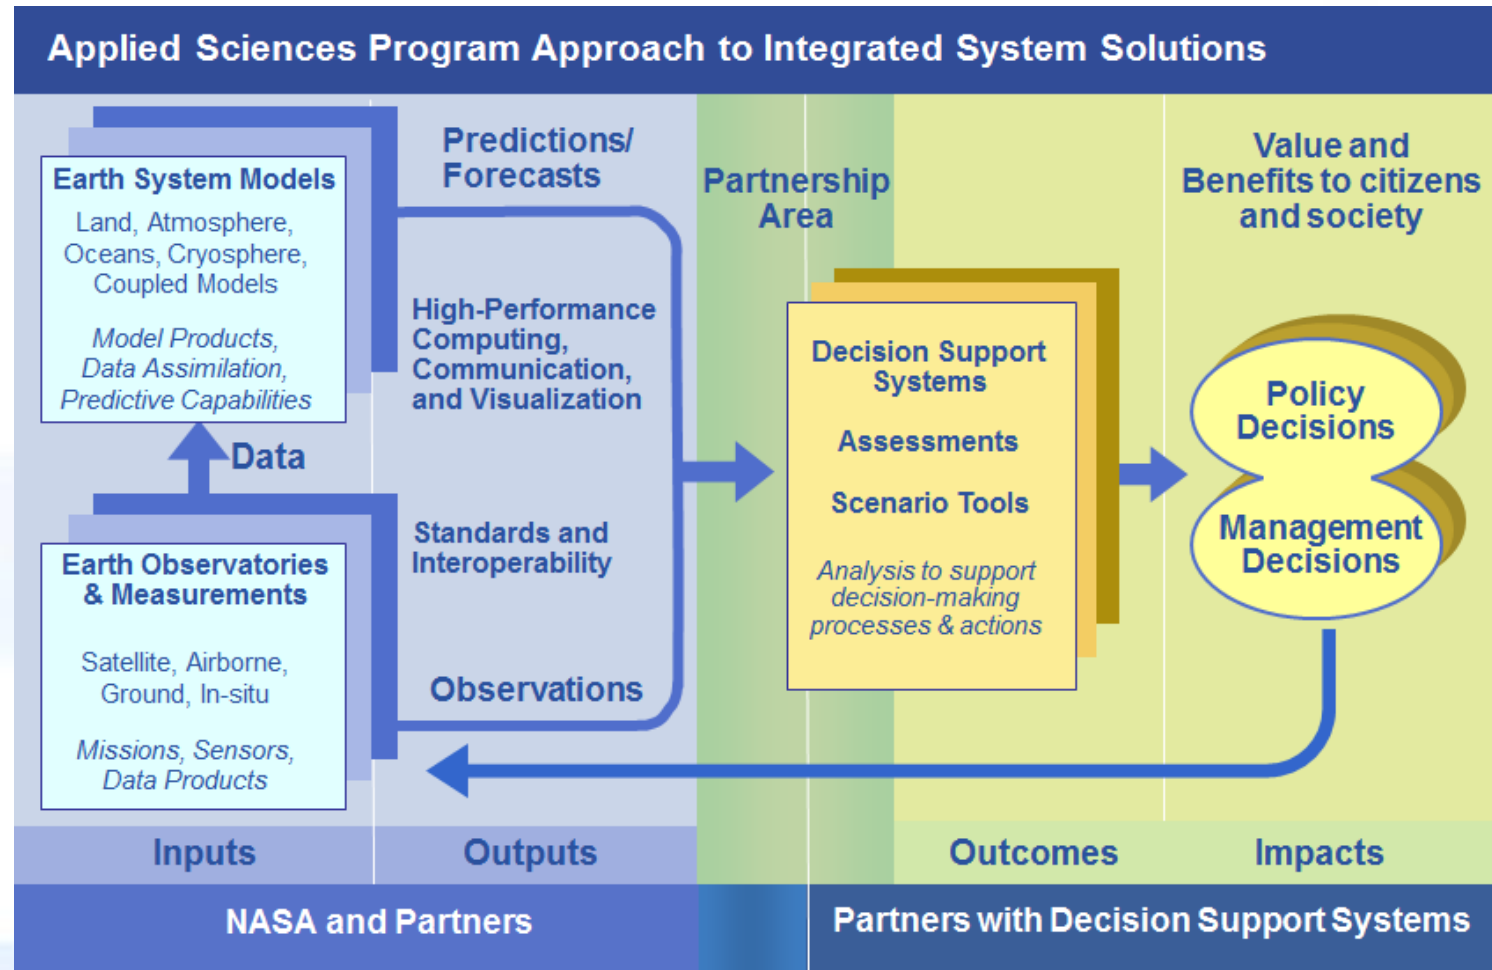 Applied Sciences Program Approach to Integrated System Solutions
Earth System Models
Land, Atmosphere,
Oceans, Cryosphere,
Coupled Models
Model Products,
Data Assimilation,
Predictive Capabilities
Data
Earth Observatories
& Measurements
Satellite, Airborne,
Ground, In-situ
Missions, Sensors,
Data Products
Predictions/
Forecasts
High-Performance
Computing,
Communication,
and Visualization
Standards and
Interoperability
Observations
Partnership
Area
Decision Support
Systems
Assessments
Scenario Tools
Analysis to support
decision-making
processes & actions
Value and
Benefits to citizens
and society
Policy
Decisions
Management
Decisions
Inputs
Outputs
Outcomes
Impacts
NASA and Partners
Partners with Decision Support Systems